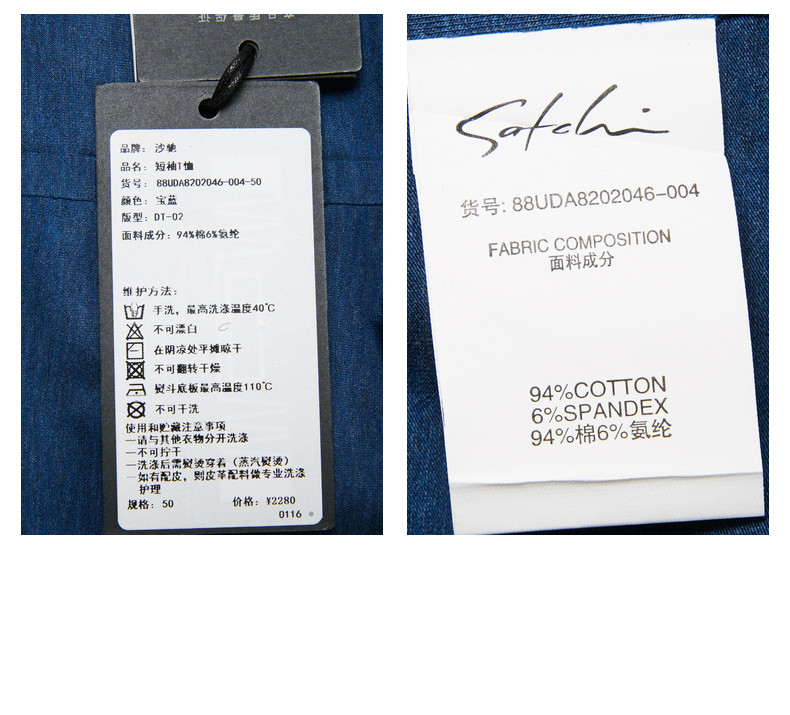 品质量保证
品牌: 沙驰
品名: 短袖T恤
货号: 88UDA8202046-004-50
颜色: 宝蓝
版型: DT-02
面料成分: 94%棉6%氨纶
维护方法:
手洗, 最高洗涤温度40℃
不可漂白
在阴凉处平摊晾干
不可翻转干燥
熨斗底板最高温度110℃
不可干洗
使用和贮藏注意事项
—请与其他衣物分开洗涤
—不可拧干
—洗涤后需熨烫穿着 (蒸汽熨烫)
—如有配皮, 则皮革配料做专业洗涤
护理
规格: 50 价格: ¥2280
0116
Satchi
货号: 88UDA8202046-004
FABRIC COMPOSITION
面料成分
94%COTTON
6%SPANDEX
94%棉6%氨纶